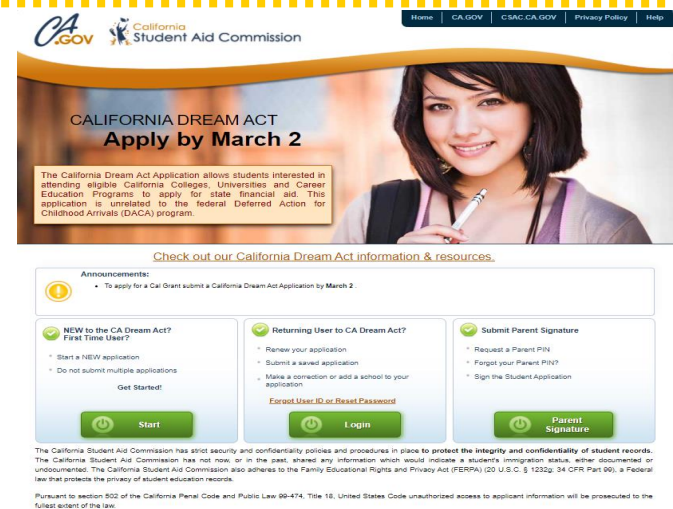 Home CA.GOV CSAC.CA.GOV Privacy Policy Help
CA
.GOV
California
Student Aid Commission
CALIFORNIA DREAM ACT
Apply by March 2
The California Dream Act Application allows students interested in
attending eligible California Colleges, Universities and Career
Education Programs to apply for state financial aid. This
application is unrelated to the federal Deferred Action for
Childhood Arrivals (DACA) program.
Check out our California Dream Act information & resources.
Announcements:
• To apply for a Cal Grant submit a California Dream Act Application by March 2 .
NEW to the CA Dream Act?
First Time User?
Start a NEW application
Do not submit multiple applications
Get Started!
Start
Returning User to CA Dream Act?
Renew your application
Submit a saved application
Make a correction or add a school to your
application
Forgot User ID or Reset Password
Login
Submit Parent Signature
Request a Parent PIN
Forgot your Parent PIN?
Sign the Student Application
Parent
Signature
The California Student Aid Commission has strict security and confidentiality policies and procedures in place to protect the integrity and confidentiality of student records.
The California Student Aid Commission has not now, or in the past, shared any information which would indicate a student's immigration status, either documented or
undocumented. The California Student Aid Commission also adheres to the Family Educational Rights and Privacy Act (FERPA) (20 U.S.C. § 1232g; 34 CFR Part 99), a Federal
law that protects the privacy of student education records.
Pursuant to section 502 of the California Penal Code and Public Law 99-474, Title 18, United States Code unauthorized access to applicant information will be prosecuted to the
fullest extent of the law.